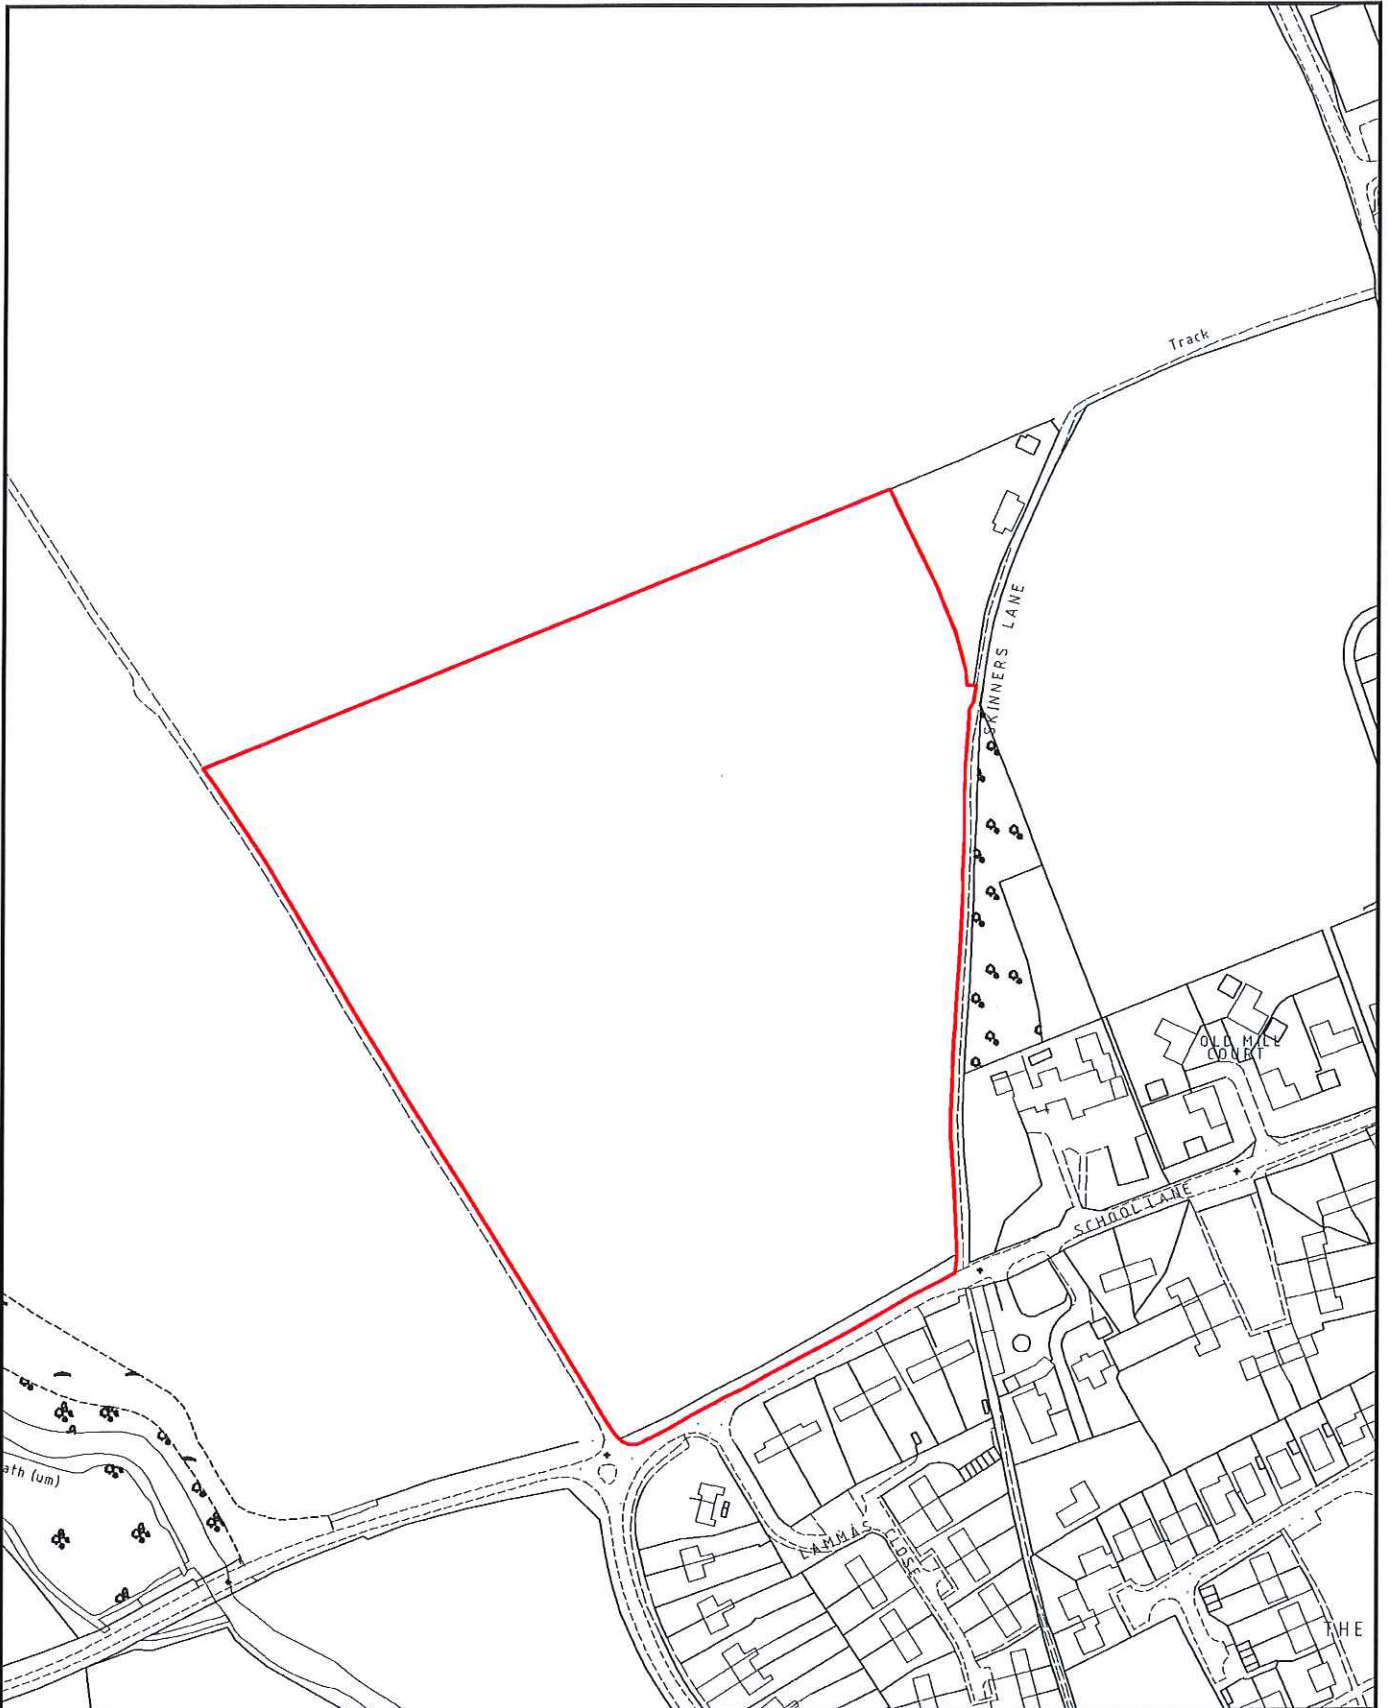 Track
SKINNERS LANE
OLD MILL
COURT
SCHOOL LANE
ath (um)
LAMMAS CLOSE
THE